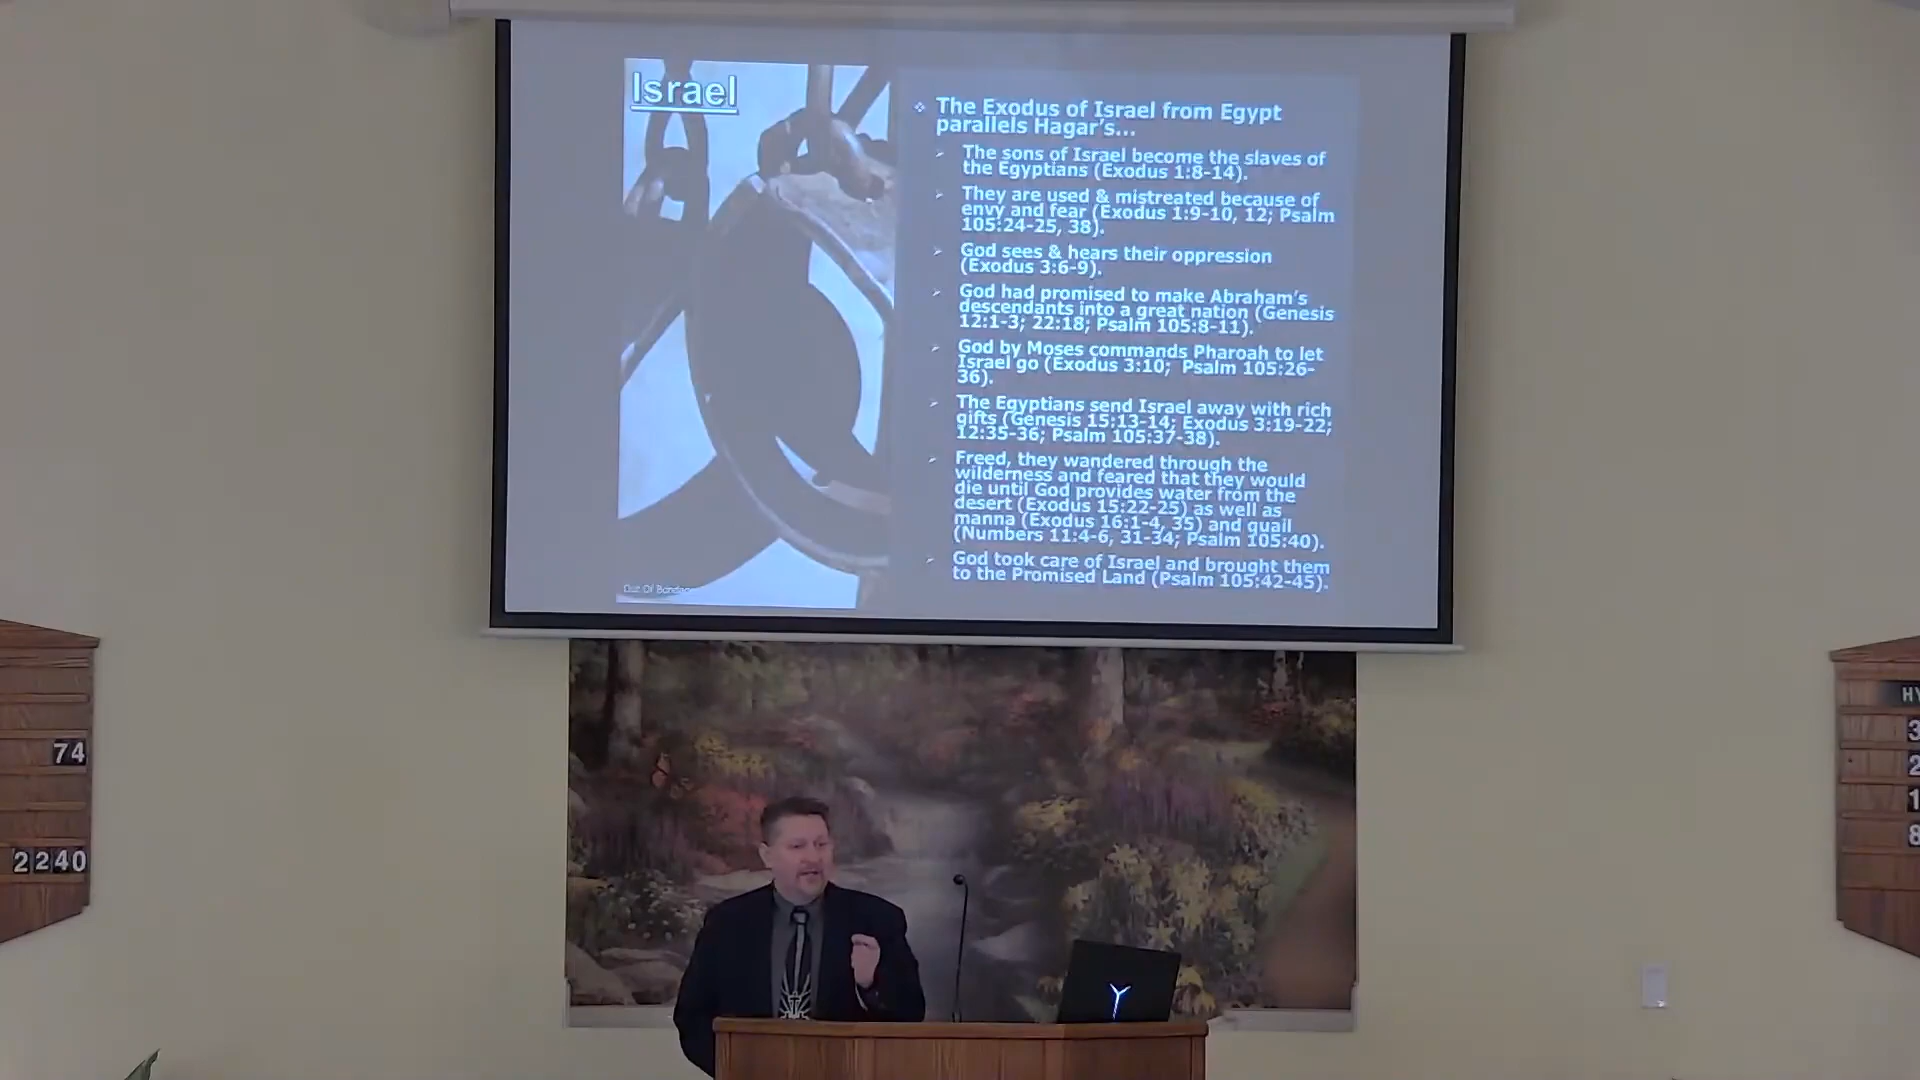 Israel
The Exodus of Israel from Egypt
parallels Hagar's...
The sons of Israel become the slaves of
the Egyptians (Exodus 1:8-14).
They are used & mistreated because of
envy and fear (Exodus 1:9-10, 12; Psalm
105:24-25, 38).
God sees & hears their oppression
(Exodus 3:6-9).
God had promised to make Abraham's
descendants into a great nation (Genesis
12:1-3; 22:18; Psalm 105:8-11).
God by Moses commands Pharoah to let
Israel go (Exodus 3:10; Psalm 105:26-
36).
The Egyptians send Israel away with rich
gifts (Genesis 15:13-14; Exodus 3:19-22;
12:35-36; Psalm 105:37-38).
Freed, they wandered through the
wilderness and feared that they would
die until God provides water from the
desert (Exodus 15:22-25) as well as
manna (Exodus 16:1-4, 35) and quail
(Numbers 11:4-6, 31-34; Psalm 105:40).
God took care of Israel and brought them
to the Promised Land (Psalm 105:42-45).
Out Of Bondage
74
2240
HY
3
2
1
8